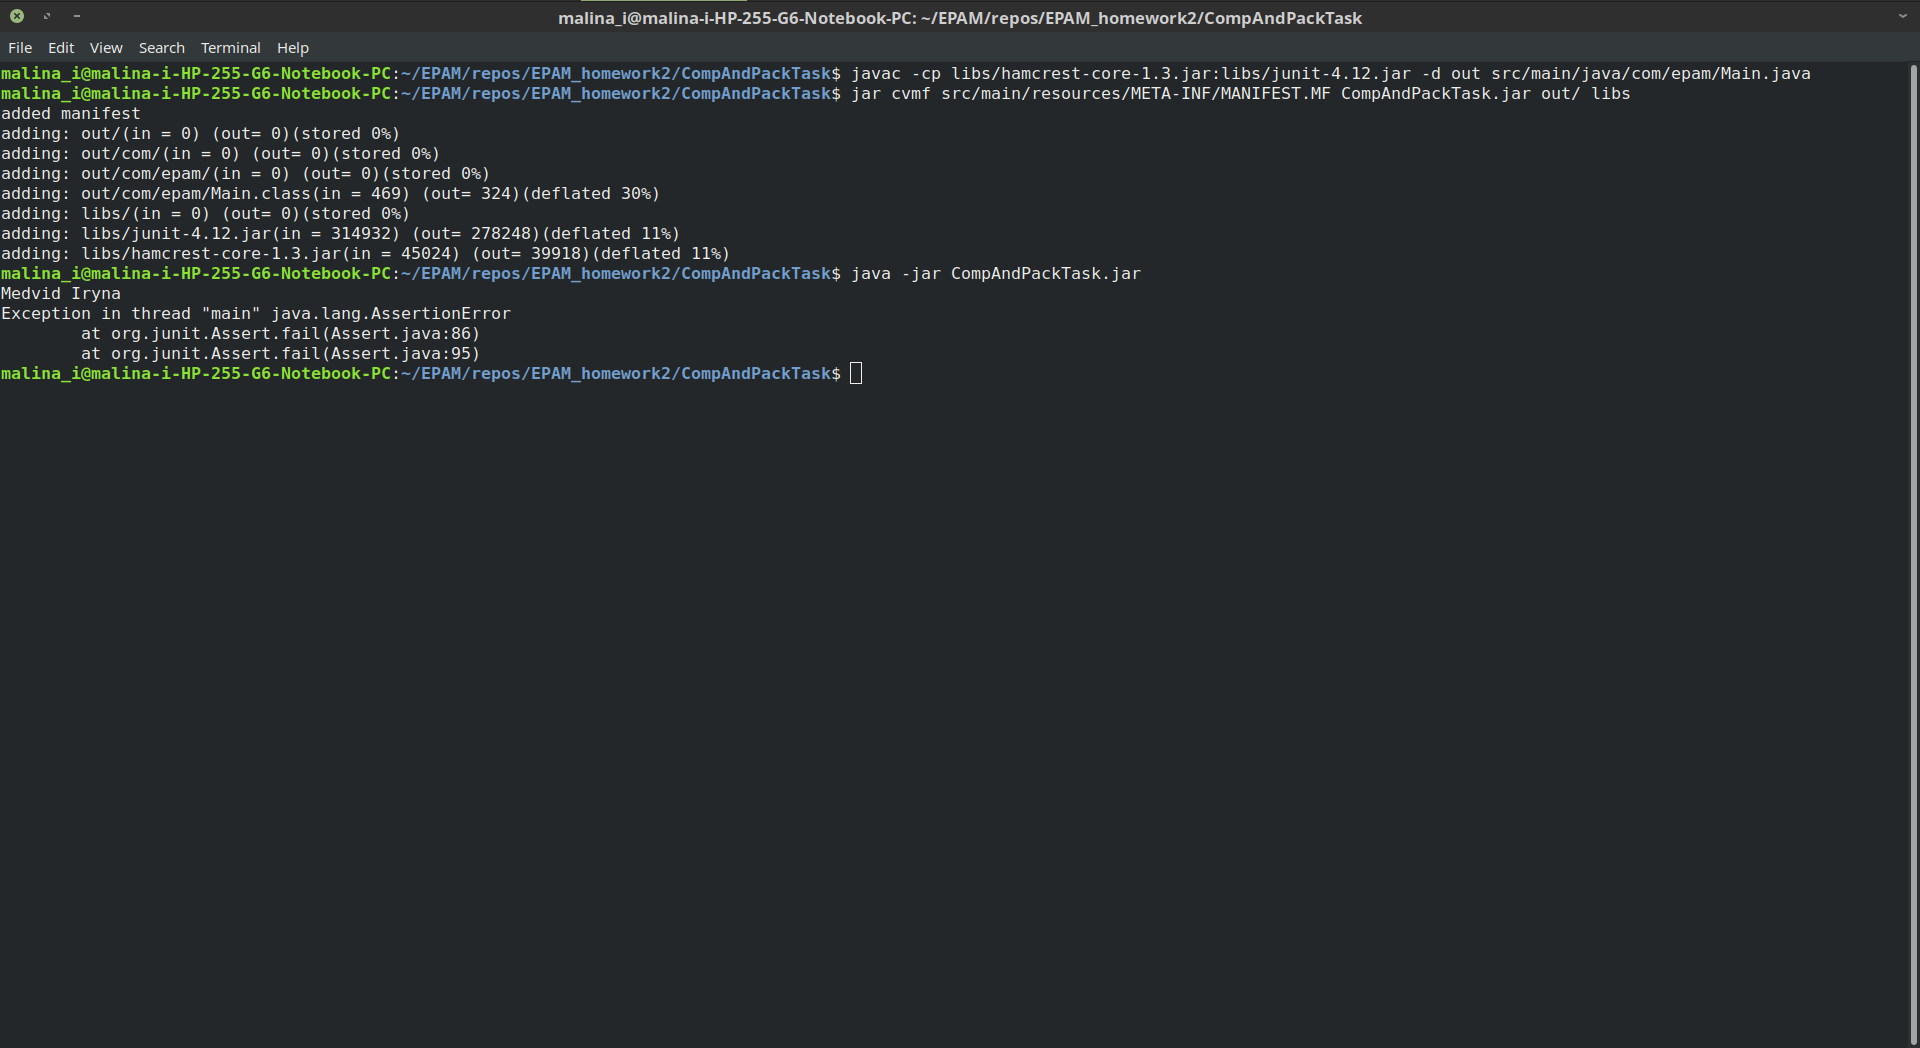 malina_i@malina-i-HP-255-G6-Notebook-PC: ~/EPAM/repos/EPAM_homework2/CompAndPackTask
File Edit View Search Terminal Help
malina_i@malina-i-HP-255-G6-Notebook-PC:~/EPAM/repos/EPAM_homework2/CompAndPackTask$ javac -cp libs/hamcrest-core-1.3.jar:libs/junit-4.12.jar -d out src/main/java/com/epam/Main.java
malina_i@malina-i-HP-255-G6-Notebook-PC:~/EPAM/repos/EPAM_homework2/CompAndPackTask$ jar cvmf src/main/resources/META-INF/MANIFEST.MF CompAndPackTask.jar out/ libs
added manifest
adding: out/(in = 0) (out= 0)(stored 0%)
adding: out/com/(in = 0) (out= 0)(stored 0%)
adding: out/com/epam/(in = 0) (out= 0)(stored 0%)
adding: out/com/epam/Main.class(in = 469) (out= 324)(deflated 30%)
adding: libs/(in = 0) (out= 0)(stored 0%)
adding: libs/junit-4.12.jar(in = 314932) (out= 278248)(deflated 11%)
adding: libs/hamcrest-core-1.3.jar(in = 45024) (out= 39918)(deflated 11%)
malina_i@malina-i-HP-255-G6-Notebook-PC:~/EPAM/repos/EPAM_homework2/CompAndPackTask$ java -jar CompAndPackTask.jar
Medvid Iryna
Exception in thread "main" java.lang.AssertionError
        at org.junit.Assert.fail(Assert.java:86)
        at org.junit.Assert.fail(Assert.java:95)
malina_i@malina-i-HP-255-G6-Notebook-PC:~/EPAM/repos/EPAM_homework2/CompAndPackTask$